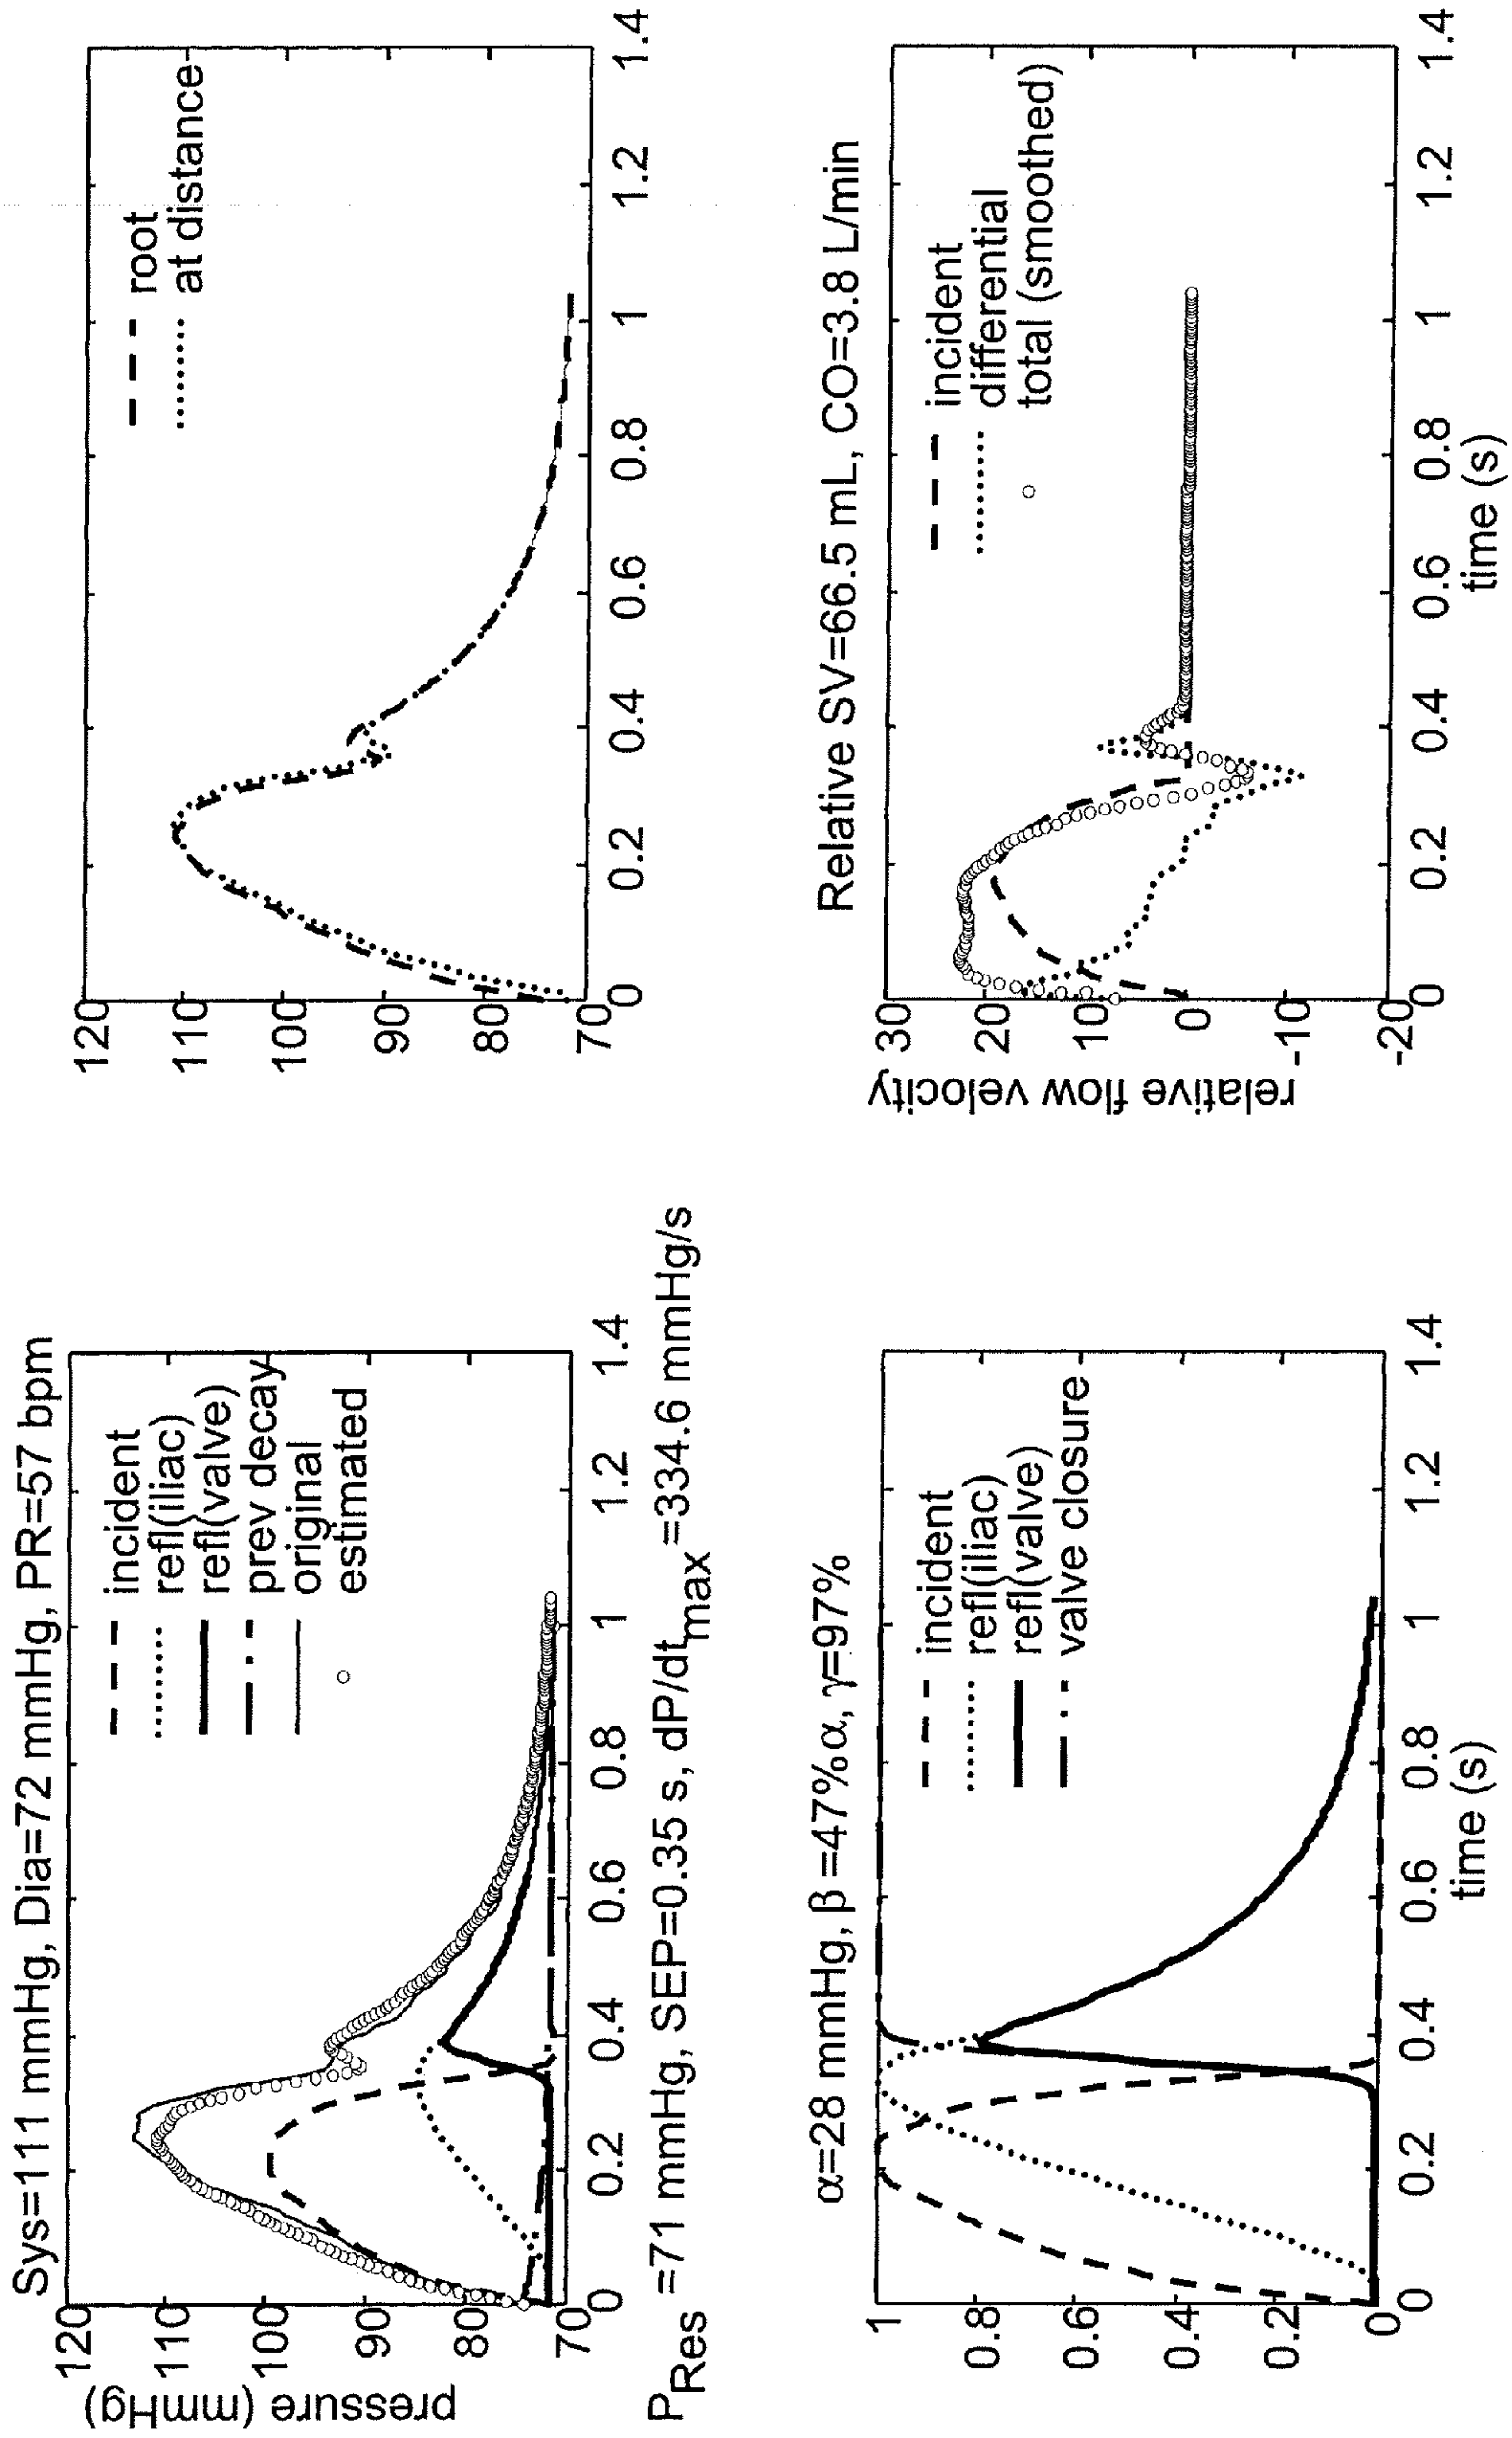 Sys=111 mmHg, Dia=72 mmHg, PR=57 bpm
120
110
100
90
80
70
pressure (mmHg)
0
0.2
0.4
0.6
0.8
1
1.2
1.4
incident
refl(iliac)
refl(valve)
prev decay
original
estimated
120
110
100
90
80
70
0
0.2
0.4
0.6
0.8
1
1.2
1.4
root
at distance
PRes =71 mmHg, SEP=0.35 s, dP/dtmax=334.6 mmHg/s
α=28 mmHg, β =47%α, γ=97%
1
0.8
0.6
0.4
0.2
0
0
0.2
0.4
0.6
0.8
1
1.2
1.4
time (s)
incident
refl(iliac)
refl(valve)
valve closure
Relative SV=66.5 mL, CO=3.8 L/min
30
20
10
0
-10
-20
relative flow velocity
0
0.2
0.4
0.6
0.8
1
1.2
1.4
time (s)
incident
differential
total (smoothed)